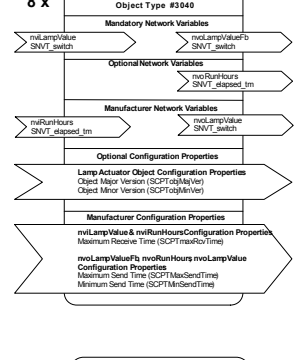 8 x
Object Type #3040
Mandatory Network Variables
nviLampValue
SNVT_switch
nvoLampValueFb
SNVT_switch
Optional Network Variables
nvoRunHours
SNVT_elapsed_tm
Manufacturer Network Variables
nviRunHours
SNVT_elapsed_tm
nvoLampValue
SNVT_switch
Optional Configuration Properties
Lamp Actuator Object Configuration Properties
Object Major Version (SCPTobjMajVer)
Object Minor Version (SCPTobjMinVer)
Manufacturer Configuration Properties
nviLampValue & nviRunHours Configuration Properties
Maximum Receive Time (SCPTmaxRcvTime)
nvoLampValueFb, nvoRunHours, nvoLampValue
Configuration Properties
Maximum Send Time (SCPTMaxSendTime)
Minimum Send Time (SCPTMinSendTime)